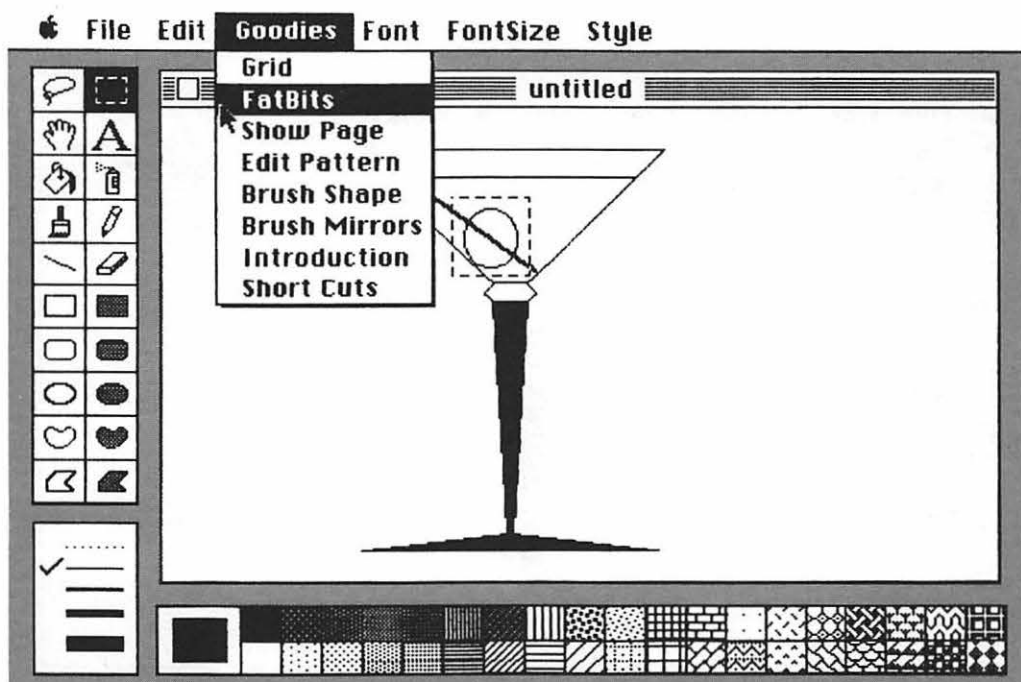 File Edit Goodies Font FontSize Style
Grid
untitled
FatBits
Show Page
Edit Pattern
Brush Shape
Brush Mirrors
Introduction
Short Cuts
A